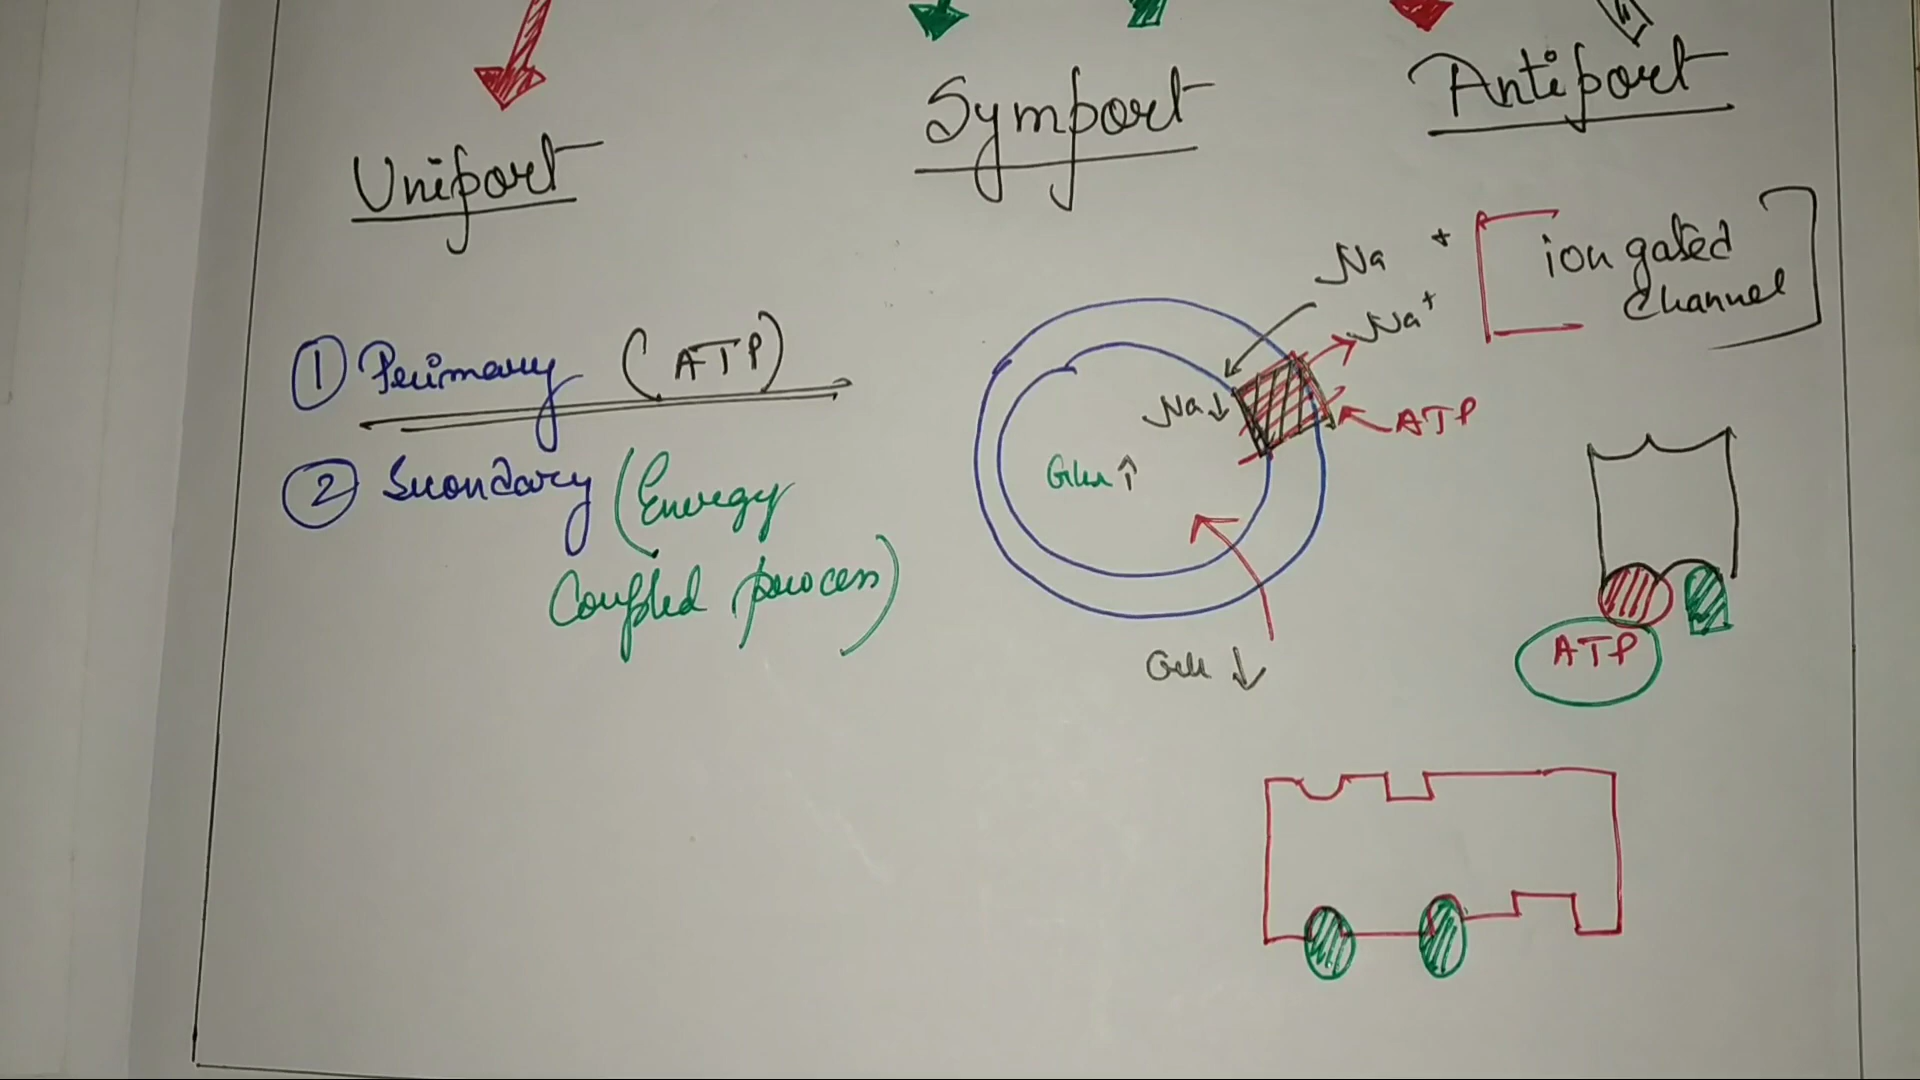 Uniport
Symport
Antiport
① Primary (ATP)
② Secondary (Energy
Coupled process)
Na +
Na+
[ion gated
channel]
Na↓
ATP
Glu ↑
Glu ↓
ATP